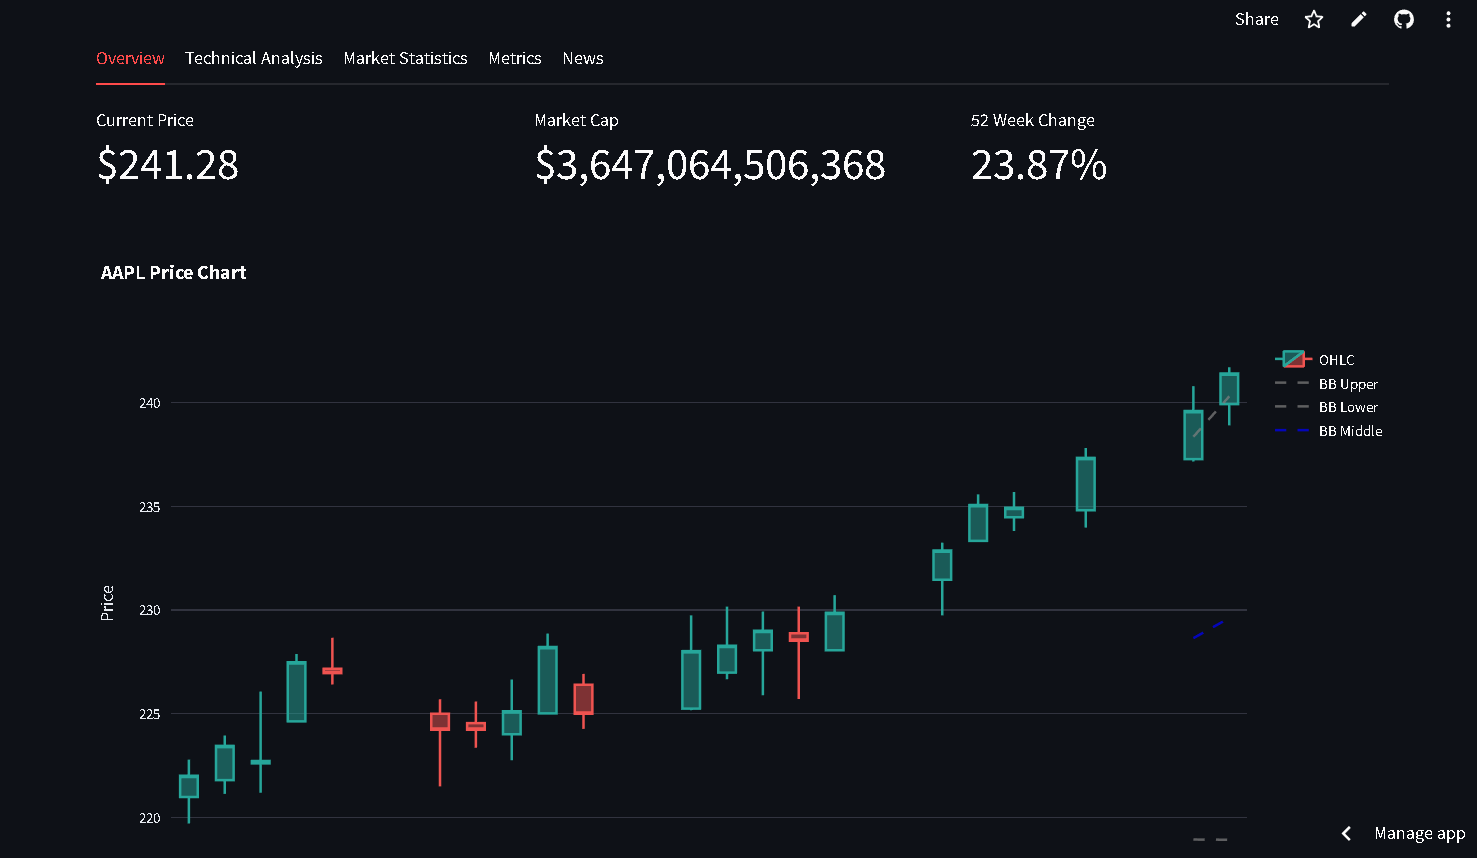 Share
Overview Technical Analysis Market Statistics Metrics News
Current Price Market Cap 52 Week Change
$241.28 $3,647,064,506,368 23.87%
AAPL Price Chart
OHLC
BB Upper
BB Lower
BB Middle
240
235
230
225
220
Price
Manage app